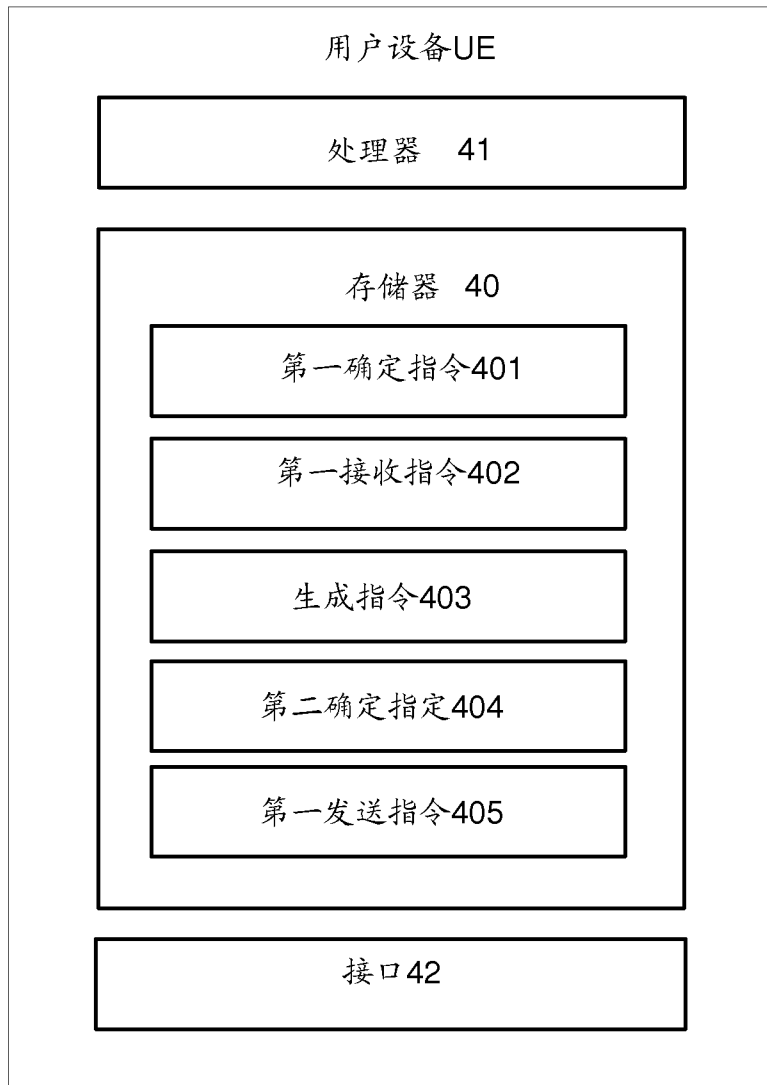 用户设备UE
处理器 41
存储器 40
第一确定指令401
第一接收指令402
生成指令403
第二确定指定404
第一发送指令405
接口42